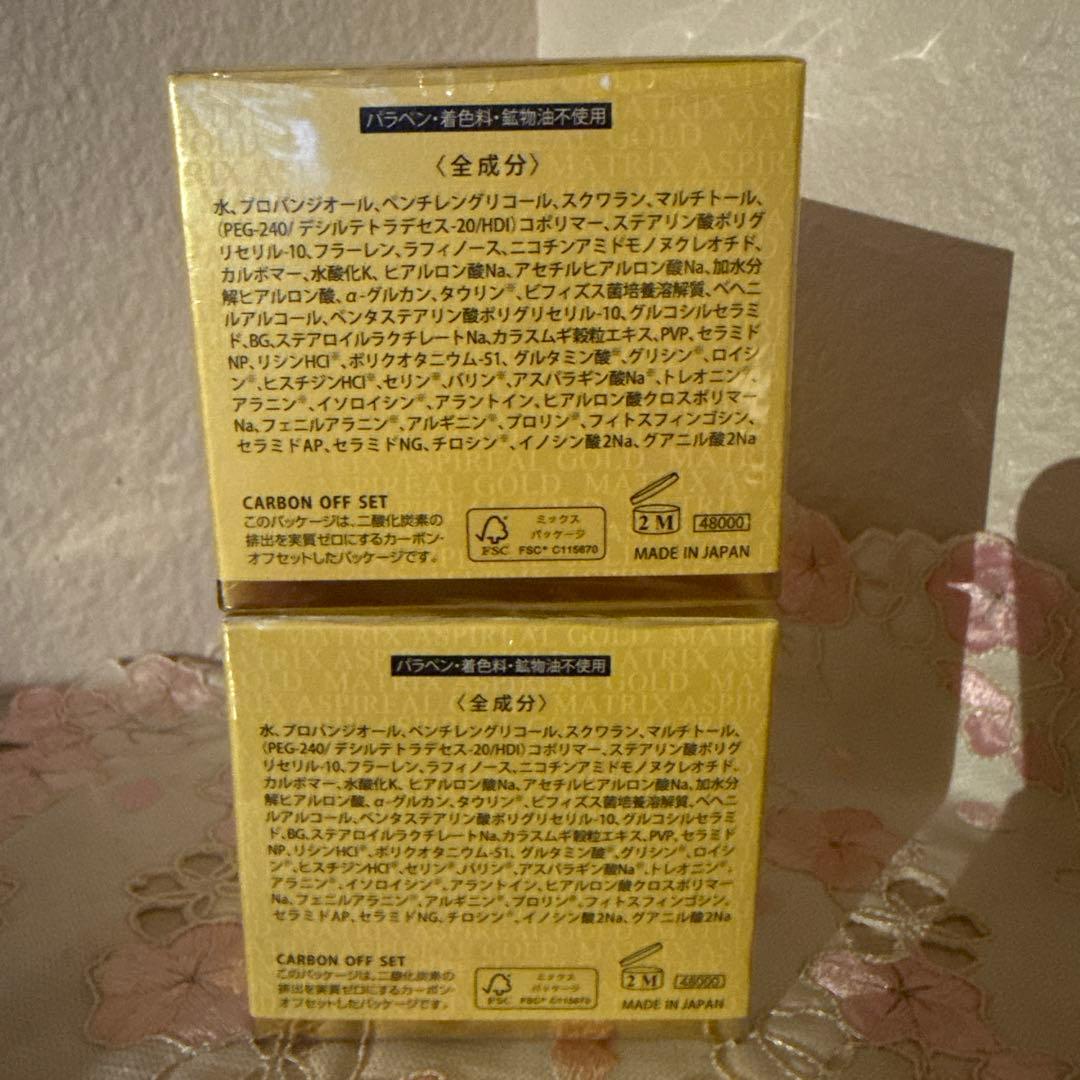 パラベン・着色料・鉱物油不使用
〈全成分〉
水、プロパンジオール、ペンチレングリコール、スクワラン、マルチトール、
(PEG-240/デシルテトラデセス-20/HDI)コポリマー、ステアリン酸ポリグ
リセリル-10、フラーレン、ラフィノース、ニコチンアミドモノヌクレオチド、
カルボマー、水酸化K、ヒアルロン酸Na、アセチルヒアルロン酸Na、加水分
解ヒアルロン酸、α-グルカン、タウリン※、ビフィズス菌培養溶解質、ベヘニ
ルアルコール、ペンタステアリン酸ポリグリセリル-10、グルコシルセラミ
ド、BG、ステアロイルラクチレートNa、カラスムギ穀粒エキス、PVP、セラミド
NP、リシンHCl※、ポリクオタニウム-51、グルタミン酸※、グリシン※、ロイシ
ン※、ヒスチジンHCl※、セリン※、バリン※、アスパラギン酸Na※、トレオニン※、
アラニン※、イソロイシン※、アラントイン、ヒアルロン酸クロスポリマー
Na、フェニルアラニン※、アルギニン※、プロリン※、フィトスフィンゴシン、
セラミドAP、セラミドNG、チロシン※、イノシン酸2Na、グアニル酸2Na
CARBON OFF SET
このパッケージは、二酸化炭素の
排出を実質ゼロにするカーボン・
オフセットしたパッケージです。
FSC
ミックス
パッケージ
FSC® C115670
2 M
48000
MADE IN JAPAN
パラベン・着色料・鉱物油不使用
〈全成分〉
水、プロパンジオール、ペンチレングリコール、スクワラン、マルチトール、
(PEG-240/デシルテトラデセス-20/HDI)コポリマー、ステアリン酸ポリグ
リセリル-10、フラーレン、ラフィノース、ニコチンアミドモノヌクレオチド、
カルボマー、水酸化K、ヒアルロン酸Na、アセチルヒアルロン酸Na、加水分
解ヒアルロン酸、α-グルカン、タウリン※、ビフィズス菌培養溶解質、ベヘニ
ルアルコール、ペンタステアリン酸ポリグリセリル-10、グルコシルセラミ
ド、BG、ステアロイルラクチレートNa、カラスムギ穀粒エキス、PVP、セラミド
NP、リシンHCl※、ポリクオタニウム-51、グルタミン酸※、グリシン※、ロイシ
ン※、ヒスチジンHCl※、セリン※、バリン※、アスパラギン酸Na※、トレオニン※、
アラニン※、イソロイシン※、アラントイン、ヒアルロン酸クロスポリマー
Na、フェニルアラニン※、アルギニン※、プロリン※、フィトスフィンゴシン、
セラミドAP、セラミドNG、チロシン※、イノシン酸2Na、グアニル酸2Na
CARBON OFF SET
このパッケージは、二酸化炭素の
排出を実質ゼロにするカーボン・
オフセットしたパッケージです。
FSC
ミックス
パッケージ
FSC® C115670
2 M
48000
MADE IN JAPAN